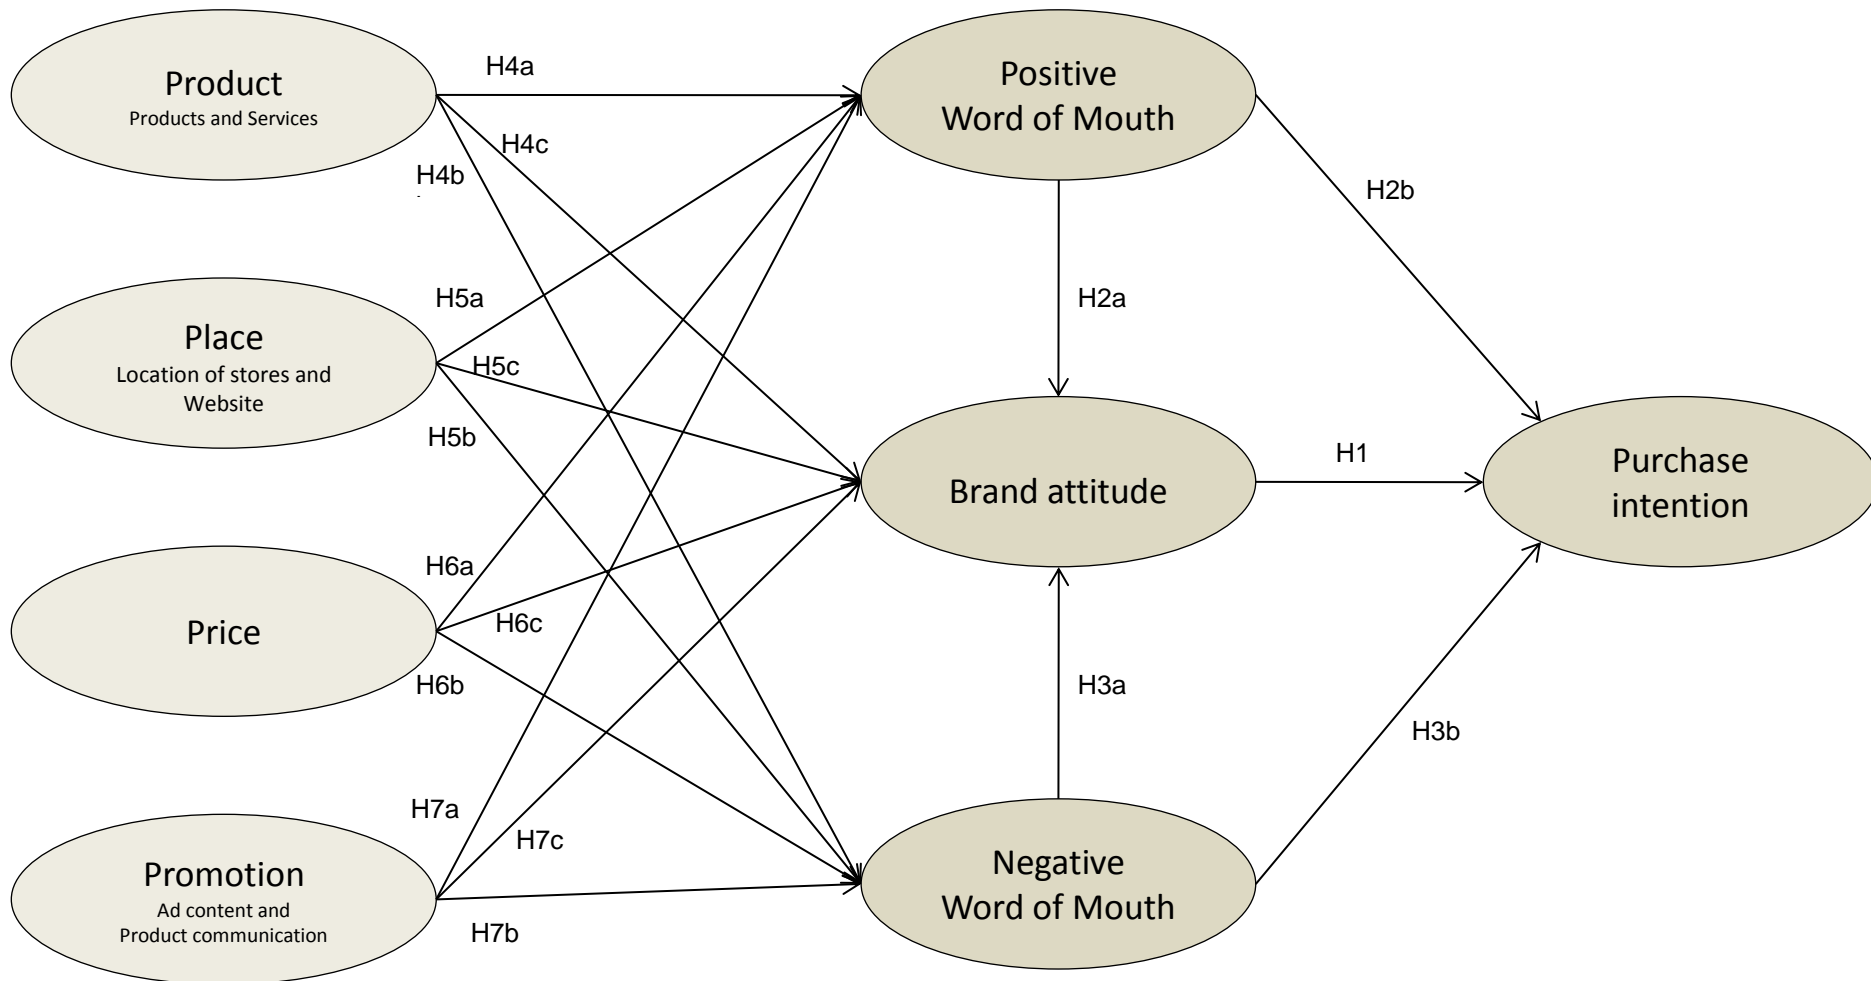 Product
Products and Services
Place
Location of stores and
Website
Price
Promotion
Ad content and
Product communication
H4a
H4c
H4b
H5a
H5c
H5b
H6a
H6c
H6b
H7a
H7c
H7b
Positive
Word of Mouth
H2a
Brand attitude
H3a
Negative
Word of Mouth
H2b
H1
H3b
Purchase
intention